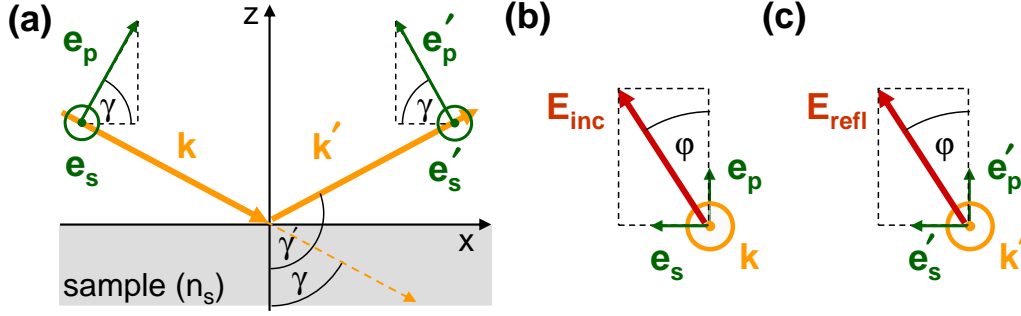 (a)
z
e_p
e_p′
γ
γ
k
k′
e_s
e_s′
x
γ′
γ
sample (n_s)
(b)
E_inc
φ
e_p
e_s
k
(c)
E_refl
φ
e_p′
e_s′
k′